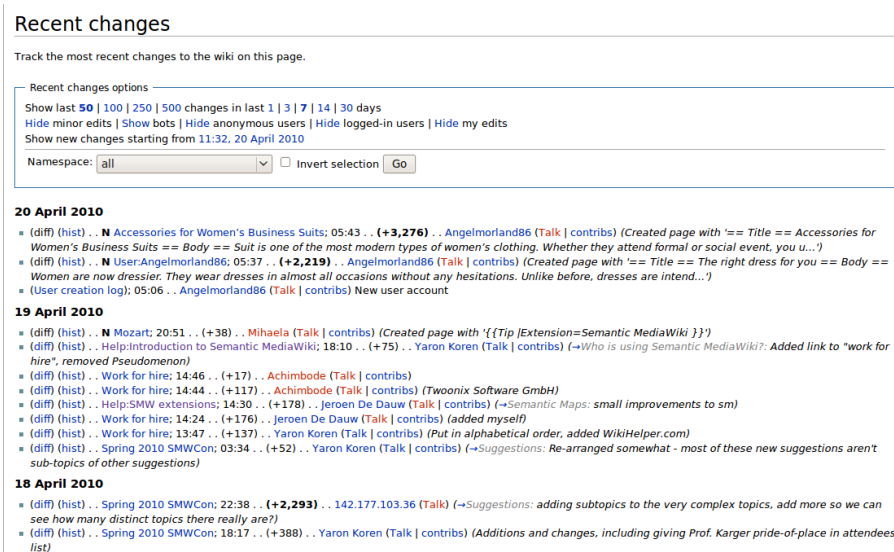 Recent changes
Track the most recent changes to the wiki on this page.
Recent changes options
Show last 50 | 100 | 250 | 500 changes in last 1 | 3 | 7 | 14 | 30 days
Hide minor edits | Show bots | Hide anonymous users | Hide logged-in users | Hide my edits
Show new changes starting from 11:32, 20 April 2010
Namespace: all Invert selection Go
20 April 2010
(diff) (hist) . . N Accessories for Women's Business Suits; 05:43 . . (+3,276) . . Angelmorland86 (Talk | contribs) (Created page with '== Title == Accessories for
Women's Business Suits == Body == Suit is one of the most modern types of women's clothing. Whether they attend formal or social event, you u...')
(diff) (hist) . . N User:Angelmorland86; 05:37 . . (+2,219) . . Angelmorland86 (Talk | contribs) (Created page with '== Title == The right dress for you == Body ==
Women are now dressier. They wear dresses in almost all occasions without any hesitations. Unlike before, dresses are intend...')
(User creation log); 05:06 . . Angelmorland86 (Talk | contribs) New user account
19 April 2010
(diff) (hist) . . N Mozart; 20:51 . . (+38) . . Mihaela (Talk | contribs) (Created page with '{{Tip |Extension=Semantic MediaWiki }}')
(diff) (hist) . . Help:Introduction to Semantic MediaWiki; 18:10 . . (+75) . . Yaron Koren (Talk | contribs) (→Who is using Semantic MediaWiki?: Added link to "work for
hire", removed Pseudomenon)
(diff) (hist) . . Work for hire; 14:46 . . (+17) . . Achimbode (Talk | contribs)
(diff) (hist) . . Work for hire; 14:44 . . (+117) . . Achimbode (Talk | contribs) (Twoonix Software GmbH)
(diff) (hist) . . Help:SMW extensions; 14:30 . . (+178) . . Jeroen De Dauw (Talk | contribs) (→Semantic Maps: small improvements to sm)
(diff) (hist) . . Work for hire; 14:24 . . (+176) . . Jeroen De Dauw (Talk | contribs) (added myself)
(diff) (hist) . . Work for hire; 13:47 . . (+137) . . Yaron Koren (Talk | contribs) (Put in alphabetical order, added WikiHelper.com)
(diff) (hist) . . Spring 2010 SMWCon; 03:34 . . (+52) . . Yaron Koren (Talk | contribs) (→Suggestions: Re-arranged somewhat - most of these new suggestions aren't
sub-topics of other suggestions)
18 April 2010
(diff) (hist) . . Spring 2010 SMWCon; 22:38 . . (+2,293) . . 142.177.103.36 (Talk) (→Suggestions: adding subtopics to the very complex topics, add more so we can
see how many distinct topics there really are?)
(diff) (hist) . . Spring 2010 SMWCon; 18:17 . . (+388) . . Yaron Koren (Talk | contribs) (Additions and changes, including giving Prof. Karger pride-of-place in attendees
list)